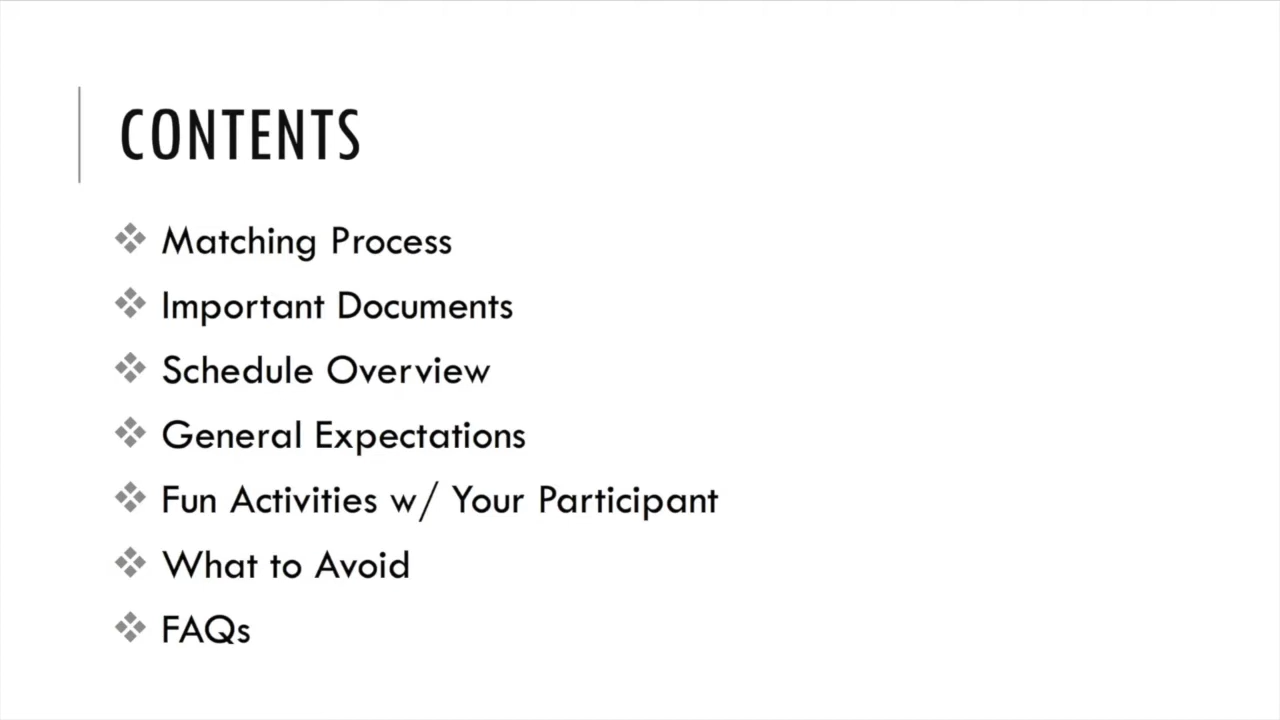 CONTENTS
Matching Process
Important Documents
Schedule Overview
General Expectations
Fun Activities w/ Your Participant
What to Avoid
FAQs